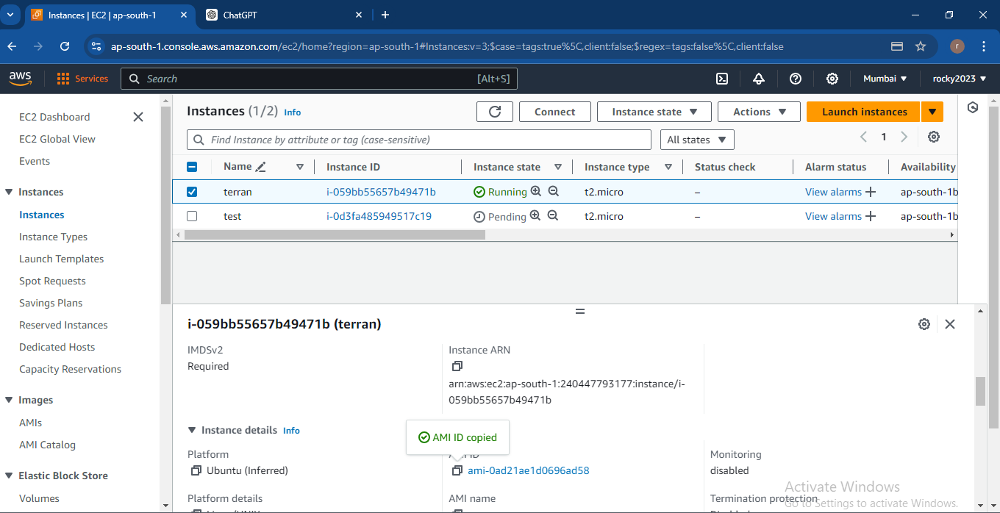 Instances | EC2 | ap-south-1
ChatGPT
ap-south-1.console.aws.amazon.com/ec2/home?region=ap-south-1#Instances:v=3;$case=tags:true%5C,client:false;$regex=tags:false%5C,client:false
r
aws
Services
Search
[Alt+S]
Mumbai
rocky2023
EC2 Dashboard
EC2 Global View
Events
Instances
Instances
Instance Types
Launch Templates
Spot Requests
Savings Plans
Reserved Instances
Dedicated Hosts
Capacity Reservations
Images
AMIs
AMI Catalog
Elastic Block Store
Volumes
Instances (1/2) Info
Connect
Instance state
Actions
Launch instances
Find Instance by attribute or tag (case-sensitive)
All states
1
Name Instance ID Instance state Instance type Status check Alarm status Availability
terran i-059bb55657b49471b Running t2.micro – View alarms ap-south-1b
test i-0d3fa485949517c19 Pending t2.micro – View alarms ap-south-1b
i-059bb55657b49471b (terran)
IMDSv2
Required
Instance ARN
arn:aws:ec2:ap-south-1:240447793177:instance/i-
059bb55657b49471b
Instance details Info
AMI ID copied
Platform
Ubuntu (Inferred)
ami-0ad21ae1d0696ad58
Monitoring
disabled
Platform details
AMI name
Termination protection
Activate Windows
Go to Settings to activate Windows.